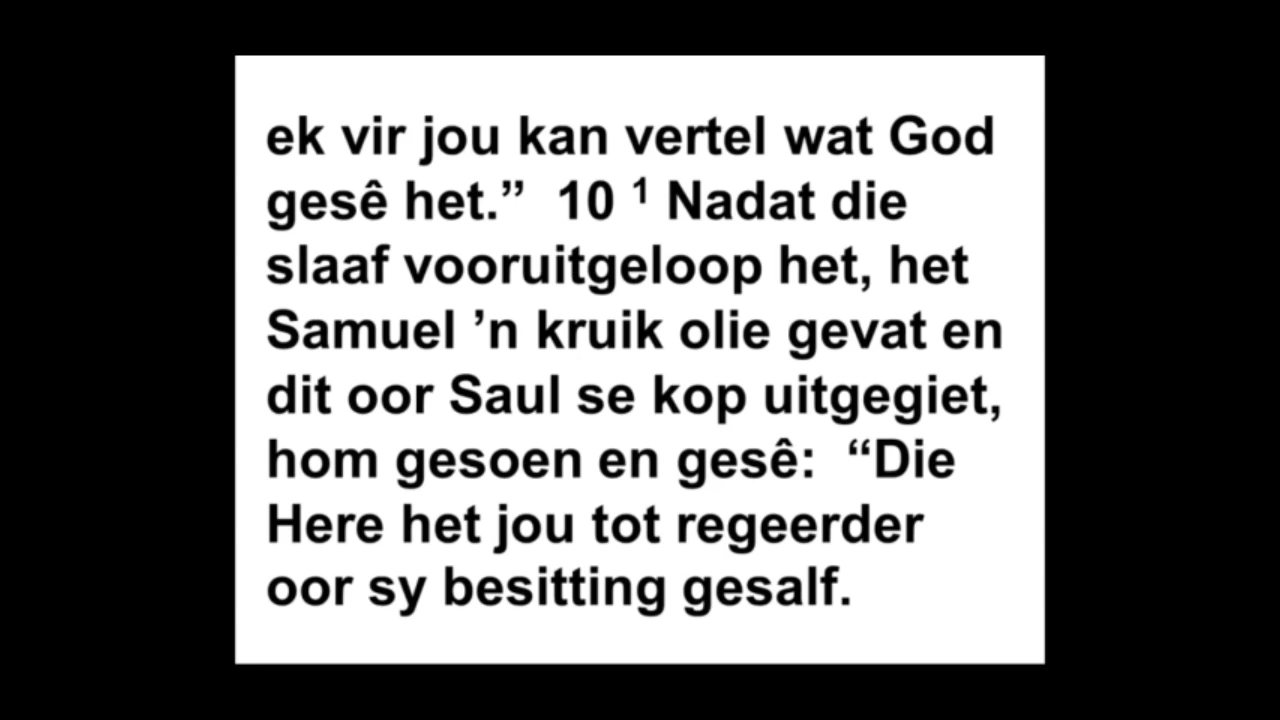 ek vir jou kan vertel wat God
gesê het.”  10 ¹ Nadat die
slaaf vooruitgeloop het, het
Samuel ’n kruik olie gevat en
dit oor Saul se kop uitgegiet,
hom gesoen en gesê:  “Die
Here het jou tot regeerder
oor sy besitting gesalf.